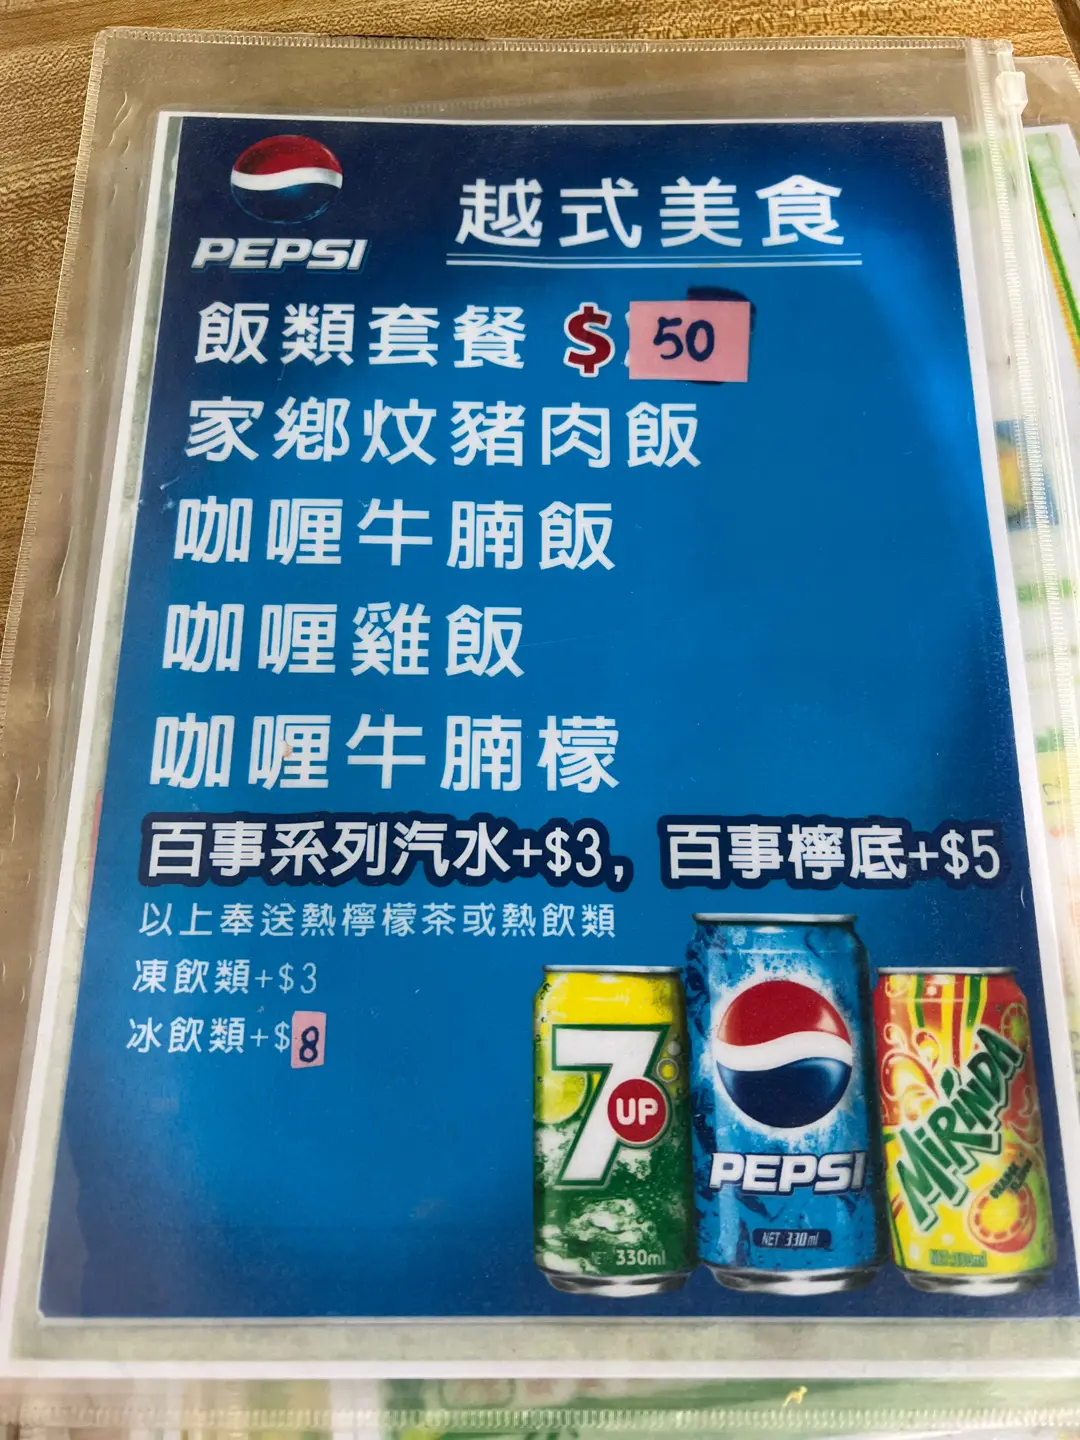 PEPSI
越式美食
飯類套餐 $50
家鄉炆豬肉飯
咖喱牛腩飯
咖喱雞飯
咖喱牛腩檬
百事系列汽水+$3，百事檸底+$5
以上奉送熱檸檬茶或熱飲類
凍飲類+$3
冰飲類+$8
7UP
330ml
PEPSI
NET 330ml
MiRiNDA